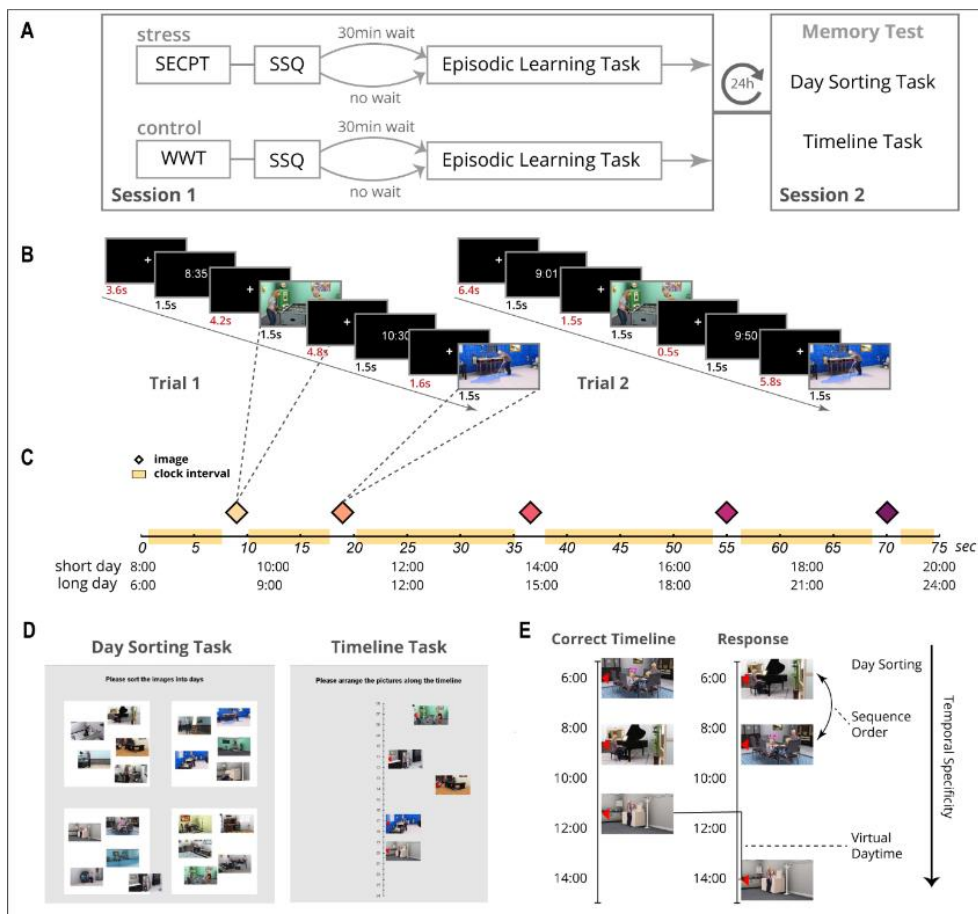 A
stress
SECPT
SSQ
30min wait
no wait
Episodic Learning Task
control
WWT
SSQ
30min wait
no wait
Episodic Learning Task
Session 1
24h
Memory Test
Day Sorting Task
Timeline Task
Session 2
B
+
3.6s
8:35
1.5s
+
4.2s
1.5s
+
4.8s
10:30
1.5s
+
1.6s
1.5s
Trial 1
+
6.4s
9:01
1.5s
+
1.5s
1.5s
+
0.5s
9:50
1.5s
+
5.8s
1.5s
Trial 2
C
image
clock interval
0 5 10 15 20 25 30 35 40 45 50 55 60 65 70 75 sec
short day 8:00 10:00 12:00 14:00 16:00 18:00 20:00
long day 6:00 9:00 12:00 15:00 18:00 21:00 24:00
D
Day Sorting Task
Please sort the images into days
Timeline Task
Please arrange the pictures along the timeline
E
Correct Timeline
6:00
8:00
10:00
12:00
14:00
Response
6:00
8:00
10:00
12:00
14:00
Day Sorting
Sequence
Order
Virtual
Daytime
Temporal Specificity